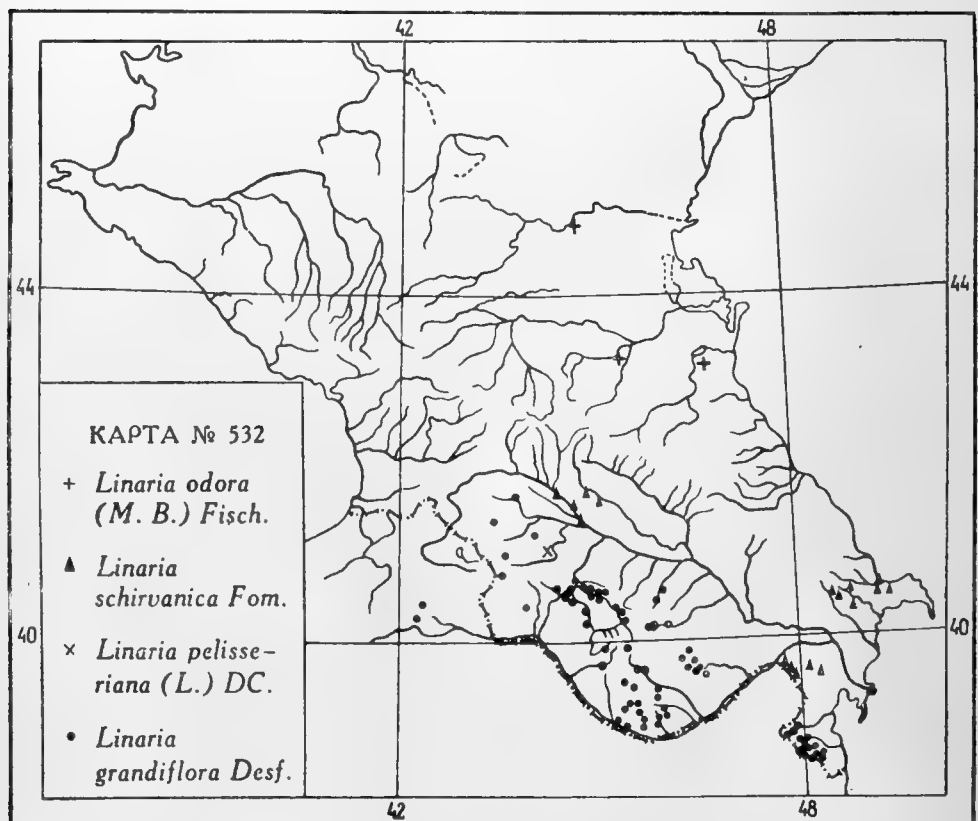 42 48
44 44
КАРТА № 532
+ Linaria odora
(M. B.) Fisch.
▲ Linaria
schirvanica Fom.
× Linaria pelisse-
riana (L.) DC.
• Linaria
grandiflora Desf.
40 40
42 48